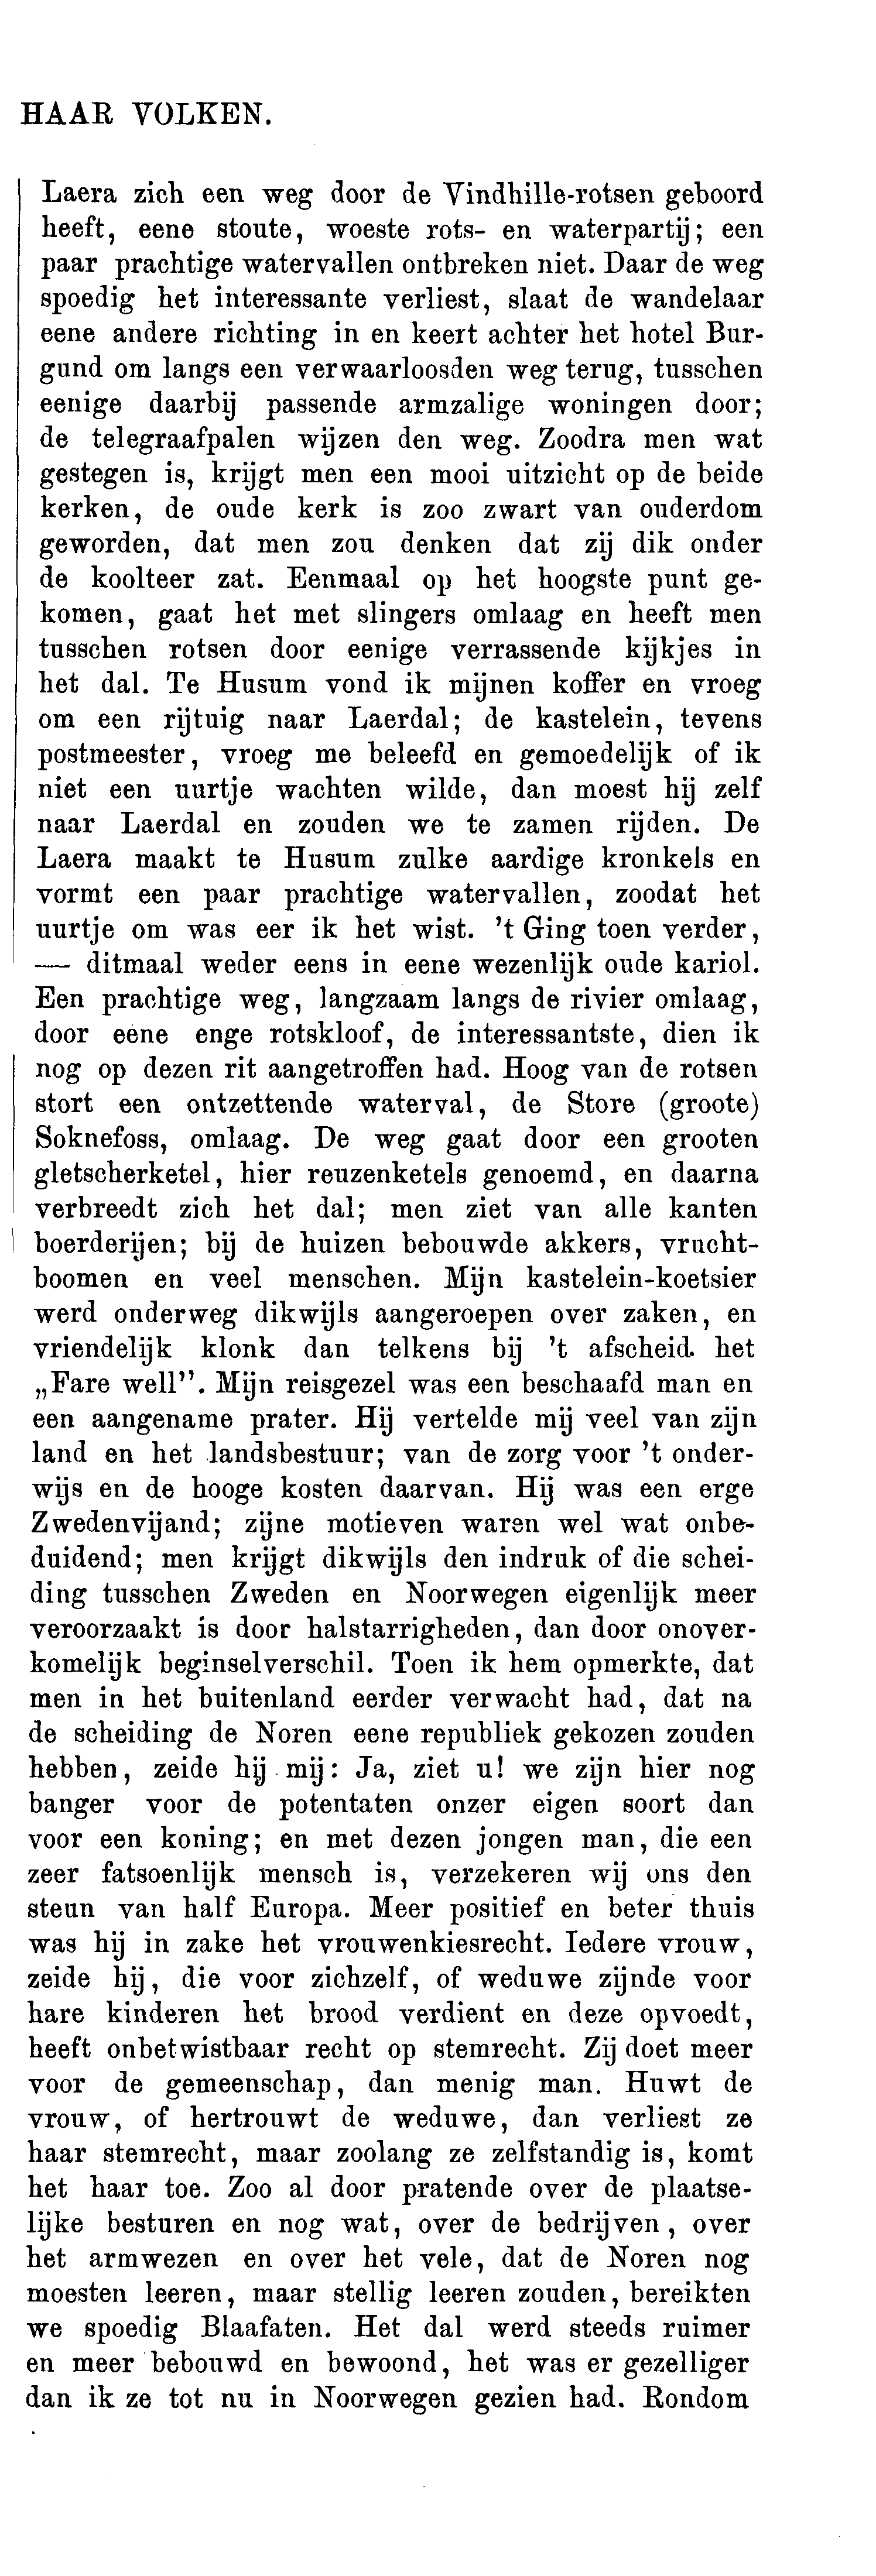 HAAR VOLKEN.
Laera zich een weg door de Vindhille-rotsen geboord
heeft, eene stoute, woeste rots- en waterpartij; een
paar prachtige watervallen ontbreken niet. Daar de weg
spoedig het interessante verliest, slaat de wandelaar
eene andere richting in en keert achter het hotel Bur-
gund om langs een verwaarloosden weg terug, tusschen
eenige daarbij passende armzalige woningen door;
de telegraafpalen wijzen den weg. Zoodra men wat
gestegen is, krijgt men een mooi uitzicht op de beide
kerken, de oude kerk is zoo zwart van ouderdom
geworden, dat men zou denken dat zij dik onder
de koolteer zat. Eenmaal op het hoogste punt ge-
komen, gaat het met slingers omlaag en heeft men
tusschen rotsen door eenige verrassende kijkjes in
het dal. Te Husum vond ik mijnen koffer en vroeg
om een rijtuig naar Laerdal; de kastelein, tevens
postmeester, vroeg me beleefd en gemoedelijk of ik
niet een uurtje wachten wilde, dan moest hij zelf
naar Laerdal en zouden we te zamen rijden. De
Laera maakt te Husum zulke aardige kronkels en
vormt een paar prachtige watervallen, zoodat het
uurtje om was eer ik het wist. 't Ging toen verder,
— ditmaal weder eens in eene wezenlijk oude kariol.
Een prachtige weg, langzaam langs de rivier omlaag,
door eene enge rotskloof, de interessantste, dien ik
nog op dezen rit aangetroffen had. Hoog van de rotsen
stort een ontzettende waterval, de Store (groote)
Soknefoss, omlaag. De weg gaat door een grooten
gletscherketel, hier reuzenketels genoemd, en daarna
verbreedt zich het dal; men ziet van alle kanten
boerderijen; bij de huizen bebouwde akkers, vrucht-
boomen en veel menschen. Mijn kastelein-koetsier
werd onderweg dikwijls aangeroepen over zaken, en
vriendelijk klonk dan telkens bij 't afscheid het
„Fare well”. Mijn reisgezel was een beschaafd man en
een aangename prater. Hij vertelde mij veel van zijn
land en het landsbestuur; van de zorg voor 't onder-
wijs en de hooge kosten daarvan. Hij was een erge
Zwedenvijand; zijne motieven waren wel wat onbe-
duidend; men krijgt dikwijls den indruk of die schei-
ding tusschen Zweden en Noorwegen eigenlijk meer
veroorzaakt is door halstarrigheden, dan door onover-
komelijk beginselverschil. Toen ik hem opmerkte, dat
men in het buitenland eerder verwacht had, dat na
de scheiding de Noren eene republiek gekozen zouden
hebben, zeide hij mij: Ja, ziet u! we zijn hier nog
banger voor de potentaten onzer eigen soort dan
voor een koning; en met dezen jongen man, die een
zeer fatsoenlijk mensch is, verzekeren wij ons den
steun van half Europa. Meer positief en beter thuis
was hij in zake het vrouwenkiesrecht. Iedere vrouw,
zeide hij, die voor zichzelf, of weduwe zijnde voor
hare kinderen het brood verdient en deze opvoedt,
heeft onbetwistbaar recht op stemrecht. Zij doet meer
voor de gemeenschap, dan menig man. Huwt de
vrouw, of hertrouwt de weduwe, dan verliest ze
haar stemrecht, maar zoolang ze zelfstandig is, komt
het haar toe. Zoo al door pratende over de plaatse-
lijke besturen en nog wat, over de bedrijven, over
het armwezen en over het vele, dat de Noren nog
moesten leeren, maar stellig leeren zouden, bereikten
we spoedig Blaafaten. Het dal werd steeds ruimer
en meer bebouwd en bewoond, het was er gezelliger
dan ik ze tot nu in Noorwegen gezien had. Rondom